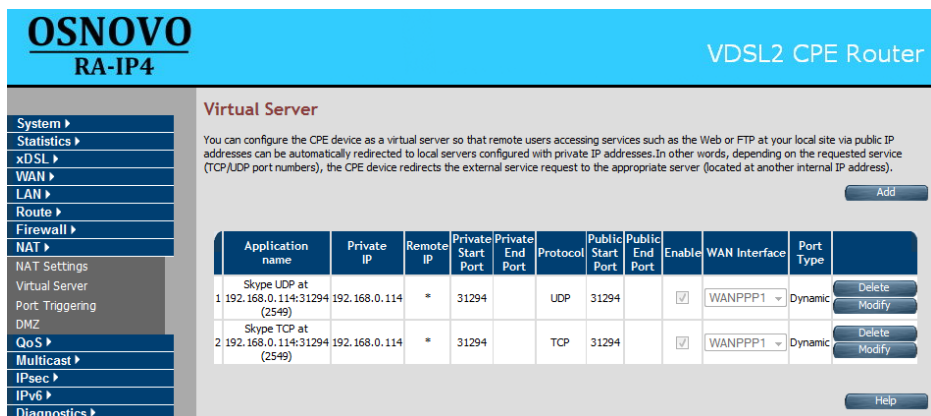 OSNOVO
RA-IP4
VDSL2 CPE Router
System
Statistics
xDSL
WAN
LAN
Route
Firewall
NAT
NAT Settings
Virtual Server
Port Triggering
DMZ
QoS
Multicast
IPsec
IPv6
Diagnostics
Virtual Server
You can configure the CPE device as a virtual server so that remote users accessing services such as the Web or FTP at your local site via public IP
addresses can be automatically redirected to local servers configured with private IP addresses.In other words, depending on the requested service
(TCP/UDP port numbers), the CPE device redirects the external service request to the appropriate server (located at another internal IP address).
Add
Application name Private IP Remote IP Private Start Port Private End Port Protocol Public Start Port Public End Port Enable WAN Interface Port Type
1 Skype UDP at 192.168.0.114:31294 (2549) 192.168.0.114 * 31294 UDP 31294 WANPPP1 Dynamic Delete Modify
2 Skype TCP at 192.168.0.114:31294 (2549) 192.168.0.114 * 31294 TCP 31294 WANPPP1 Dynamic Delete Modify
Help